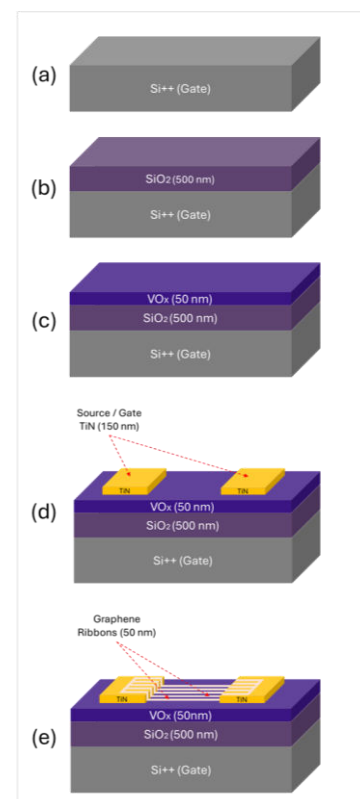 (a)
Si++ (Gate)
(b)
SiO2 (500 nm)
Si++ (Gate)
(c)
VOx (50 nm)
SiO2 (500 nm)
Si++ (Gate)
Source / Gate
TiN (150 nm)
(d)
TiN
TiN
VOx (50 nm)
SiO2 (500 nm)
Si++ (Gate)
Graphene
Ribbons (50 nm)
(e)
TiN
TiN
VOx (50nm)
SiO2 (500 nm)
Si++ (Gate)